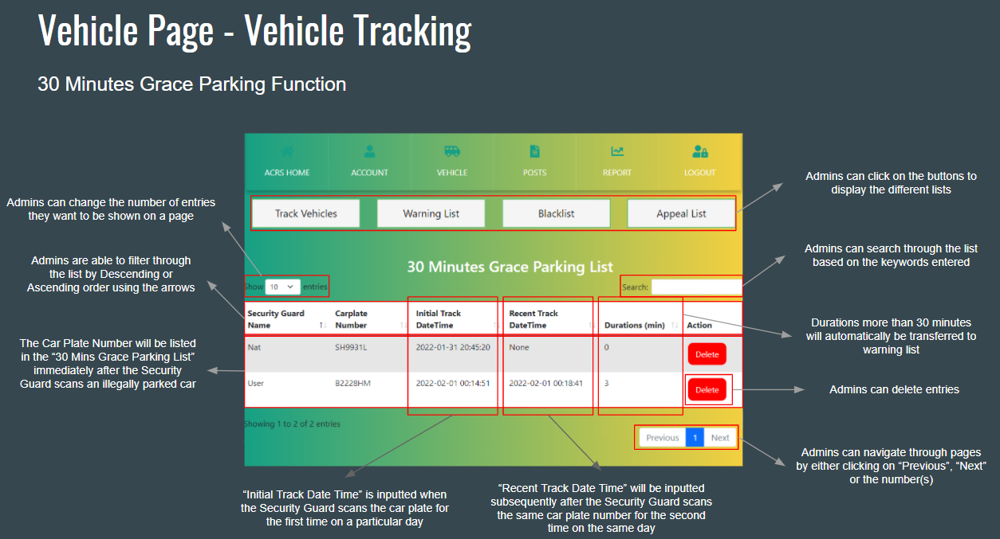 Vehicle Page - Vehicle Tracking
30 Minutes Grace Parking Function
ACRS HOME
ACCOUNT
VEHICLE
POSTS
REPORT
LOGOUT
Track Vehicles
Warning List
Blacklist
Appeal List
Admins can click on the buttons to
display the different lists
Admins can change the number of entries
they want to be shown on a page
30 Minutes Grace Parking List
Admins can search through the list
based on the keywords entered
Admins are able to filter through
the list by Descending or
Ascending order using the arrows
Show 10 entries
Search:
Security Guard
Name
Carplate
Number
Initial Track
DateTime
Recent Track
DateTime
Durations (min)
Action
Nat SH9931L 2022-01-31 20:45:20 None 0 Delete
User B2228HM 2022-02-01 00:14:51 2022-02-01 00:18:41 3 Delete
Durations more than 30 minutes
will automatically be transferred to
warning list
The Car Plate Number will be listed
in the “30 Mins Grace Parking List”
immediately after the Security
Guard scans an illegally parked car
Admins can delete entries
Showing 1 to 2 of 2 entries
Previous 1 Next
Admins can navigate through pages
by either clicking on “Previous”, “Next”
or the number(s)
“Initial Track Date Time” is inputted when
the Security Guard scans the car plate for
the first time on a particular day
“Recent Track Date Time” will be inputted
subsequently after the Security Guard scans
the same car plate number for the second
time on the same day